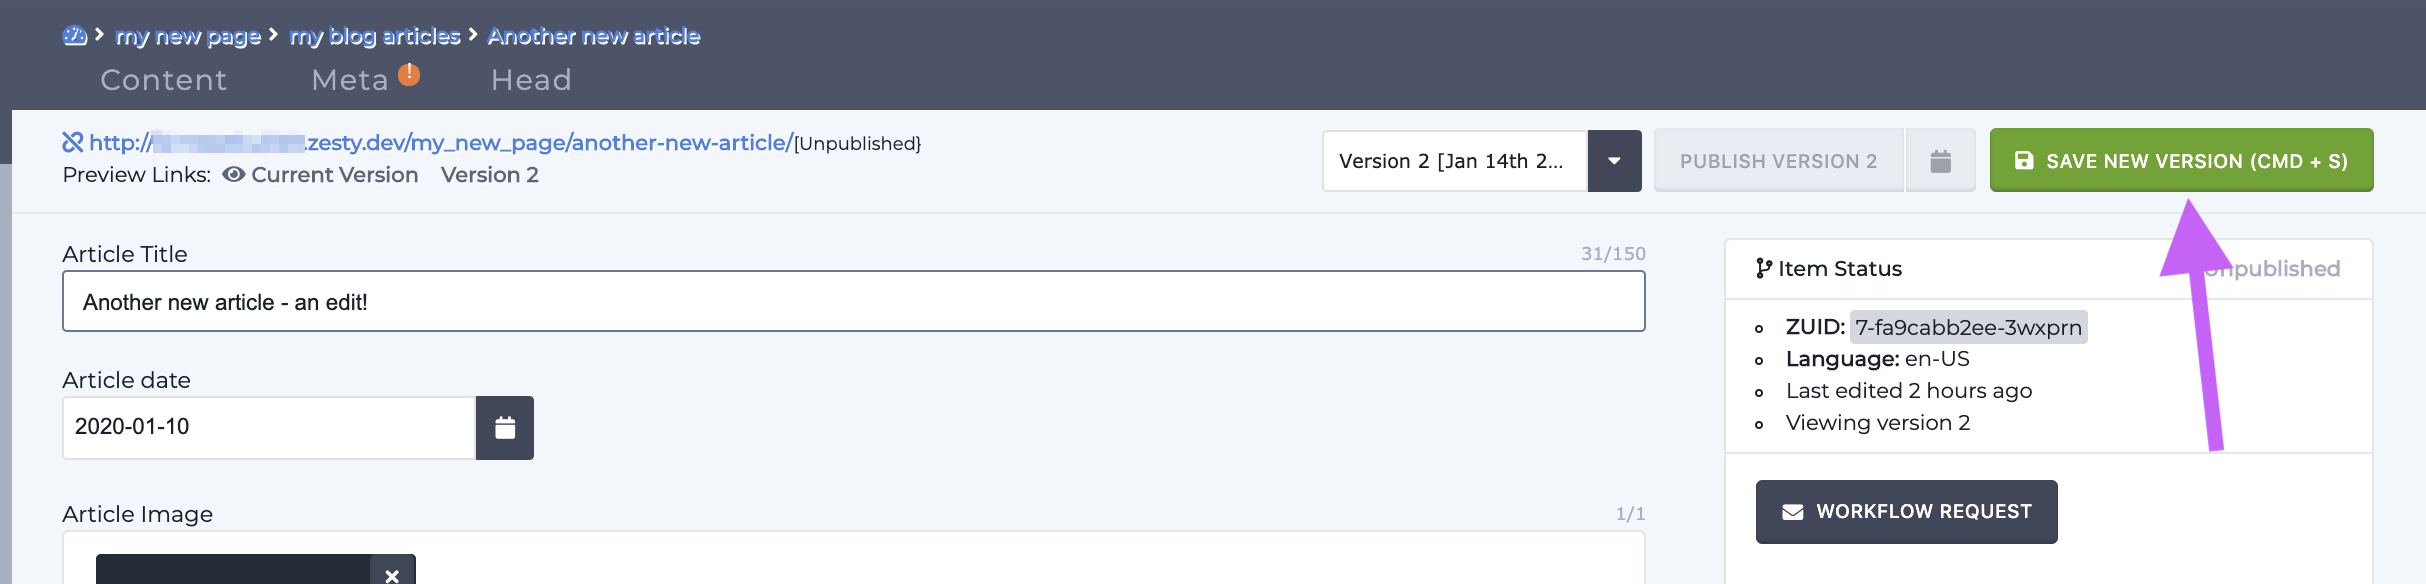 my new page > my blog articles > Another new article
Content Meta ! Head
http://.zesty.dev/my_new_page/another-new-article/[Unpublished}
Preview Links: Current Version Version 2
Version 2 [Jan 14th 2...
PUBLISH VERSION 2
SAVE NEW VERSION (CMD + S)
Article Title 31/150
Another new article - an edit!
Article date
2020-01-10
Article Image 1/1
Item Status Unpublished
ZUID: 7-fa9cabb2ee-3wxprn
Language: en-US
Last edited 2 hours ago
Viewing version 2
WORKFLOW REQUEST